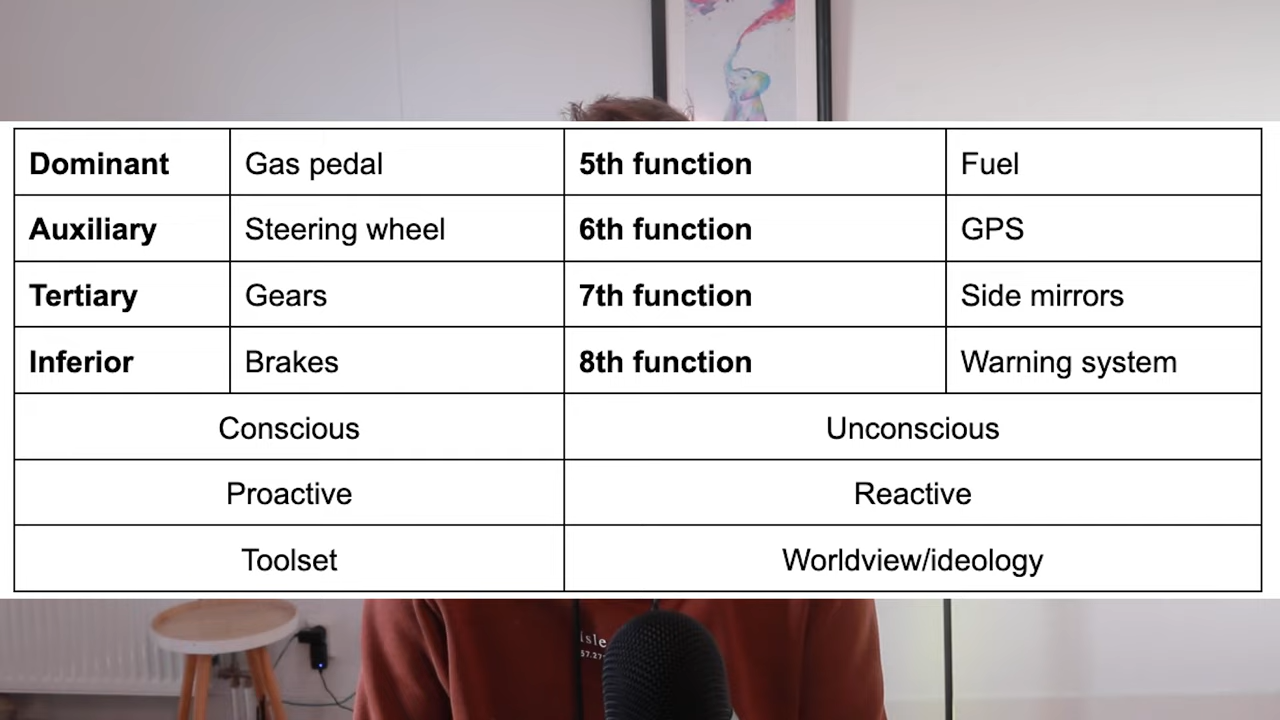 Dominant Gas pedal 5th function Fuel
Auxiliary Steering wheel 6th function GPS
Tertiary Gears 7th function Side mirrors
Inferior Brakes 8th function Warning system
Conscious Unconscious
Proactive Reactive
Toolset Worldview/ideology